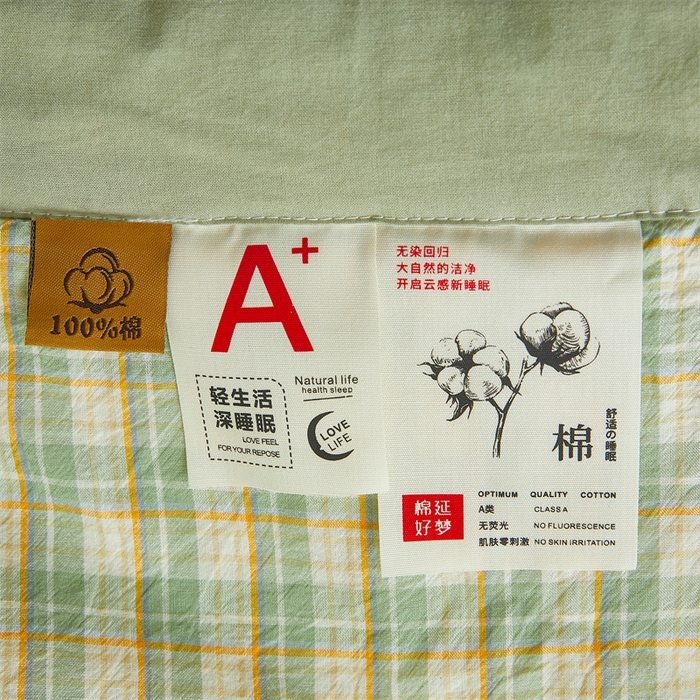 100%棉
A+
轻生活
深睡眠
LOVE FEEL
FOR YOUR REPOSE
Natural life
health sleep
LOVE
LIFE
无染回归
大自然的洁净
开启云感新睡眠
棉
舒适の睡眠
棉延
好梦
OPTIMUM QUALITY COTTON
A类 CLASS A
无荧光 NO FLUORESCENCE
肌肤零刺激 NO SKIN IRRITATION